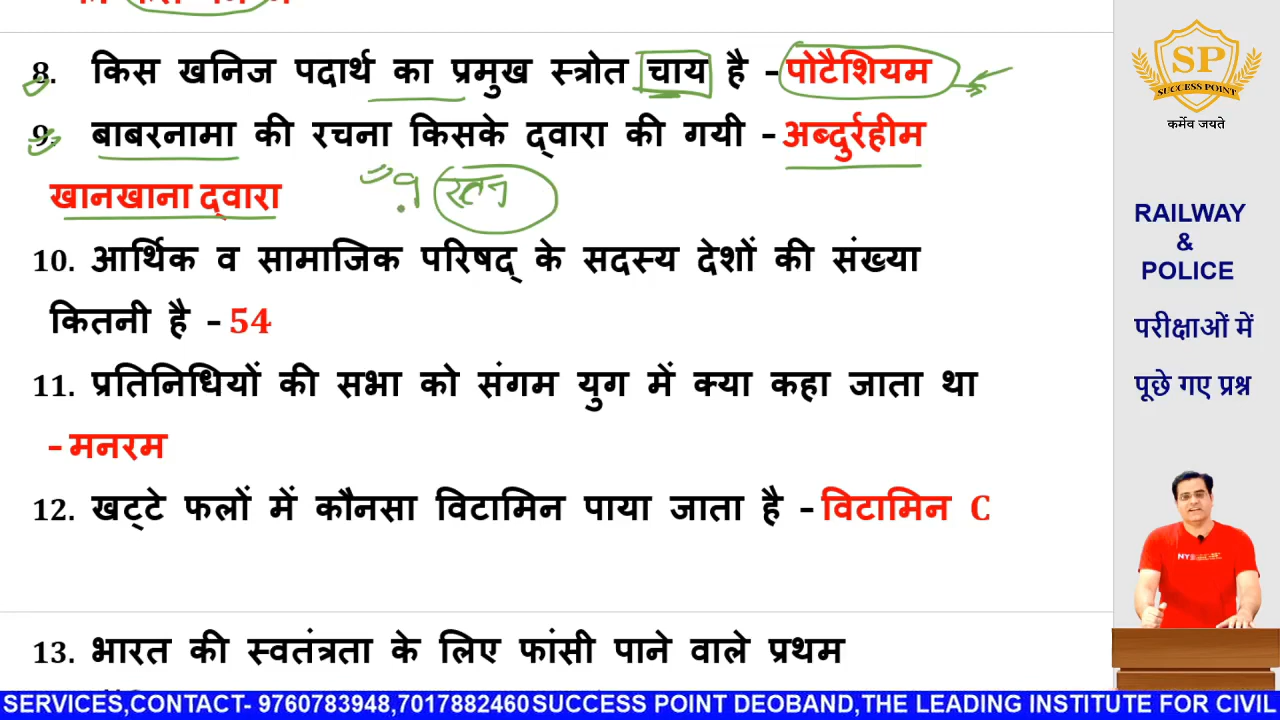 8. किस खनिज पदार्थ का प्रमुख स्त्रोत चाय है - पोटैशियम
9. बाबरनामा की रचना किसके द्वारा की गयी - अब्दुर्रहीम
खानखाना द्वारा
9 रतन
10. आर्थिक व सामाजिक परिषद् के सदस्य देशों की संख्या
कितनी है - 54
11. प्रतिनिधियों की सभा को संगम युग में क्या कहा जाता था
- मनरम
12. खट्टे फलों में कौनसा विटामिन पाया जाता है - विटामिन C
13. भारत की स्वतंत्रता के लिए फांसी पाने वाले प्रथम
SP
SUCCESS POINT
कर्मेव जयते
RAILWAY
&
POLICE
परीक्षाओं में
पूछे गए प्रश्न
SERVICES,CONTACT- 9760783948,7017882460 SUCCESS POINT DEOBAND,THE LEADING INSTITUTE FOR CIVIL